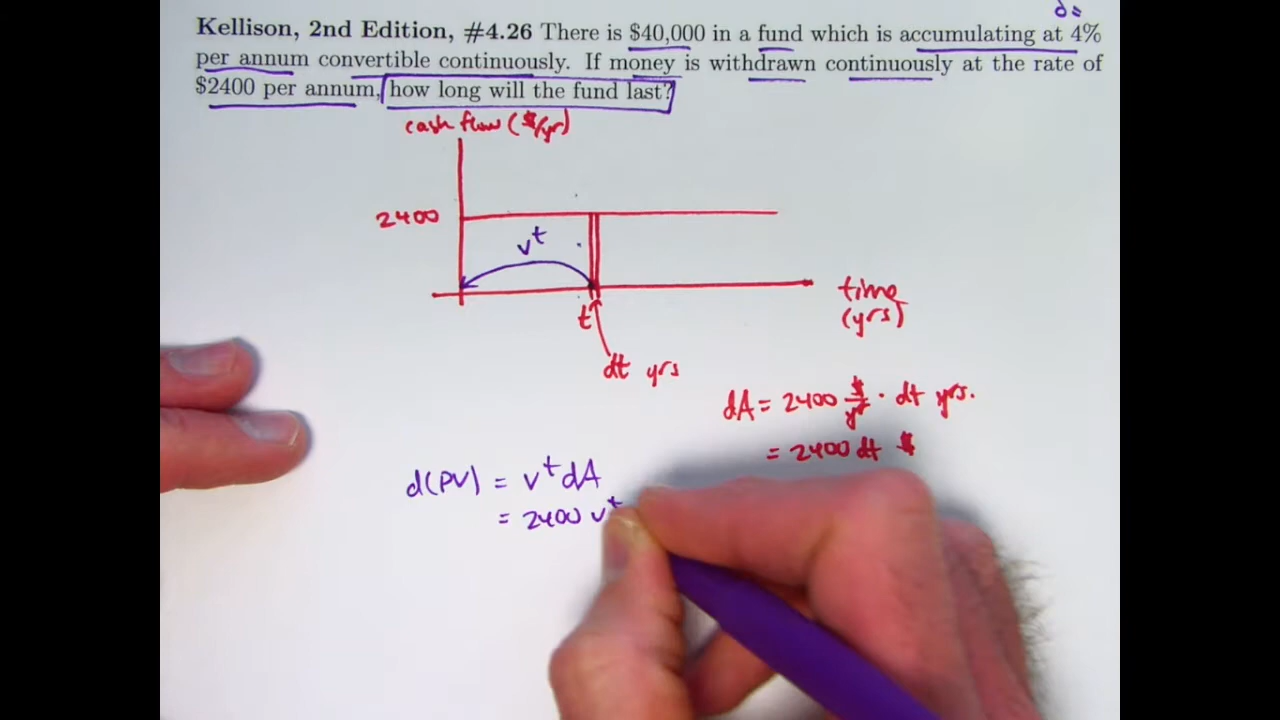 δ=
Kellison, 2nd Edition, #4.26 There is $40,000 in a fund which is accumulating at 4%
per annum convertible continuously. If money is withdrawn continuously at the rate of
$2400 per annum, how long will the fund last?
cash flow ($/yr)
2400
v^t
time
(yrs)
t
dt yrs
dA = 2400 $/yr · dt yrs.
= 2400 dt $
d(PV) = v^t dA
= 2400 v^t